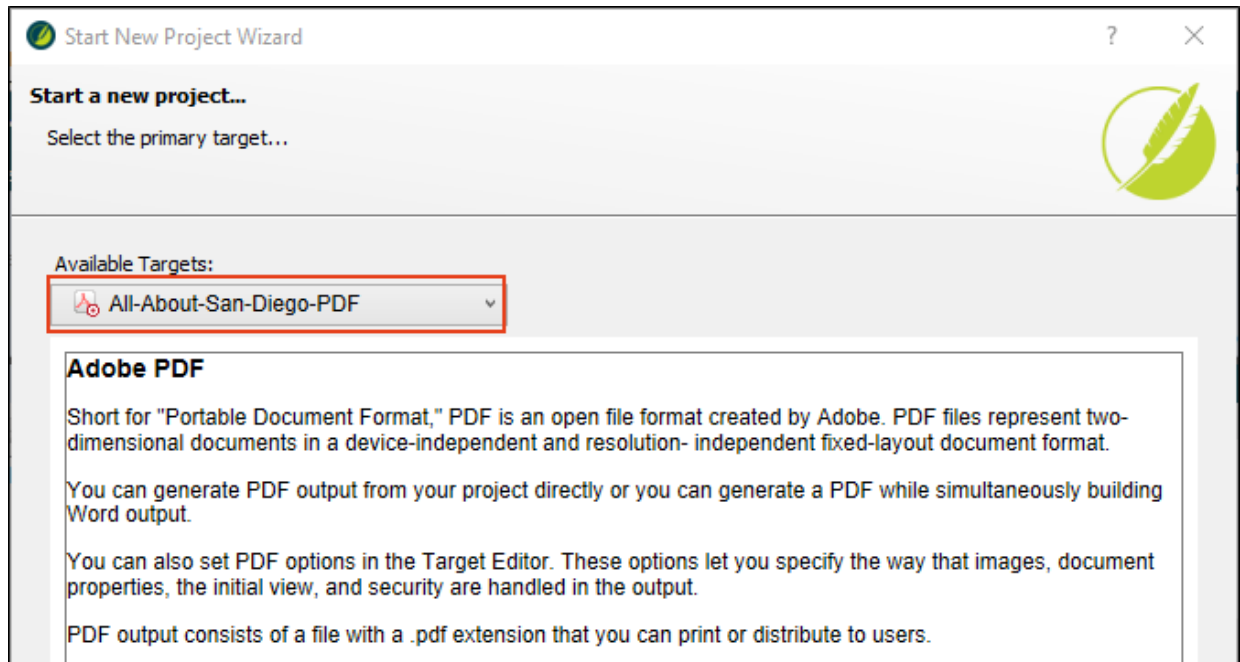 Start New Project Wizard
?
Start a new project...
Select the primary target...
Available Targets:
All-About-San-Diego-PDF
Adobe PDF
Short for "Portable Document Format," PDF is an open file format created by Adobe. PDF files represent two-
dimensional documents in a device-independent and resolution- independent fixed-layout document format.
You can generate PDF output from your project directly or you can generate a PDF while simultaneously building
Word output.
You can also set PDF options in the Target Editor. These options let you specify the way that images, document
properties, the initial view, and security are handled in the output.
PDF output consists of a file with a .pdf extension that you can print or distribute to users.